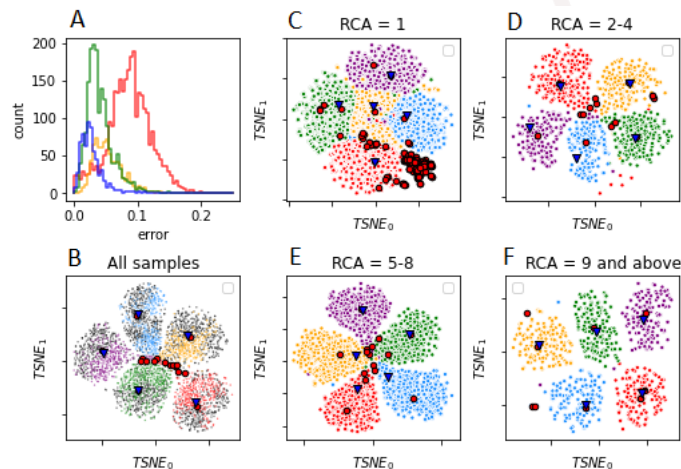 A
200
150
100
50
0
count
0.0
0.1
0.2
error
C
RCA = 1
TSNE₁
TSNE₀
D
RCA = 2-4
TSNE₁
TSNE₀
B
All samples
TSNE₁
TSNE₀
E
RCA = 5-8
TSNE₁
TSNE₀
F
RCA = 9 and above
TSNE₁
TSNE₀